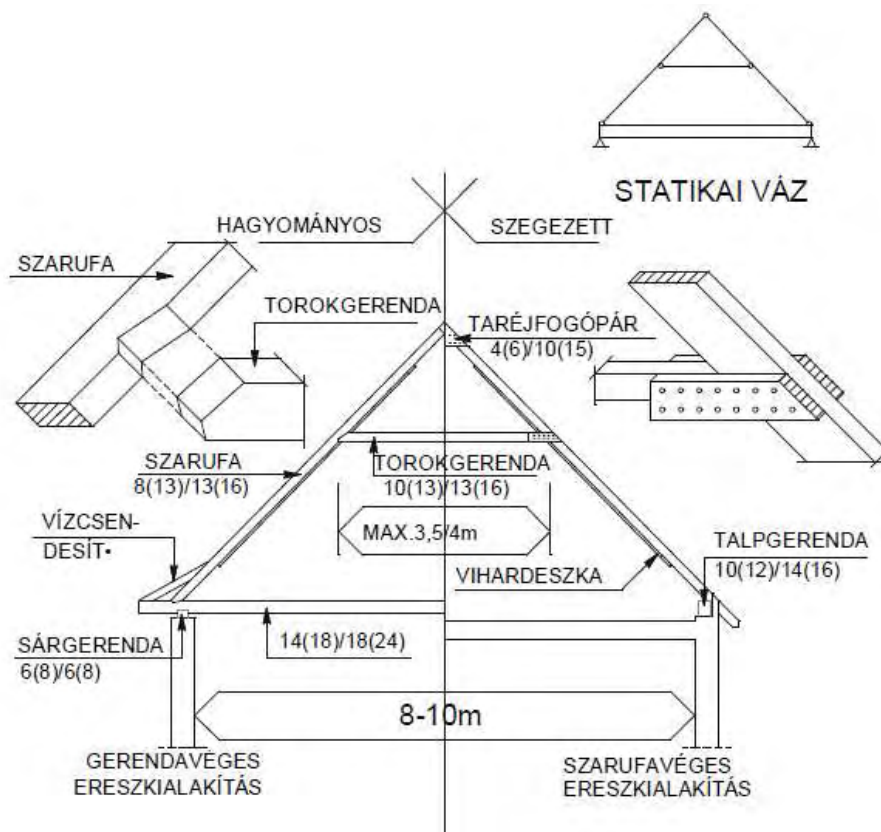 STATIKAI VÁZ
HAGYOMÁNYOS
SZEGEZETT
SZARUFA
TOROKGERENDA
TARÉJFOGÓPÁR
4(6)/10(15)
SZARUFA
8(13)/13(16)
TOROKGERENDA
10(13)/13(16)
VÍZCSEN-
DESÍT•
MAX.3,5/4m
VIHARDESZKA
TALPGERENDA
10(12)/14(16)
SÁRGERENDA
6(8)/6(8)
14(18)/18(24)
8-10m
GERENDAVÉGES
ERESZKIALAKÍTÁS
SZARUFAVÉGES
ERESZKIALAKÍTÁS